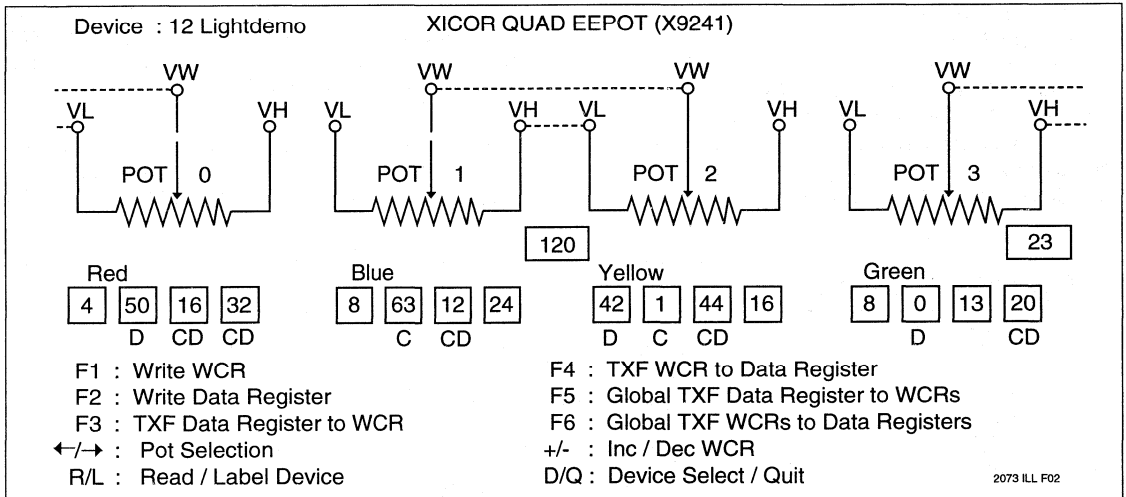 Device : 12 Lightdemo XICOR QUAD EEPOT (X9241)
VW VW VW VW
VL VH VL VH VL VH VL VH
POT 0 POT 1 POT 2 POT 3
120 23
Red Blue Yellow Green
4 50 16 32 8 63 12 24 42 1 44 16 8 0 13 20
D CD CD C CD D C CD D CD
F1 : Write WCR
F2 : Write Data Register
F3 : TXF Data Register to WCR
←/→ : Pot Selection
R/L : Read / Label Device
F4 : TXF WCR to Data Register
F5 : Global TXF Data Register to WCRs
F6 : Global TXF WCRs to Data Registers
+/- : Inc / Dec WCR
D/Q : Device Select / Quit
2073 ILL F02